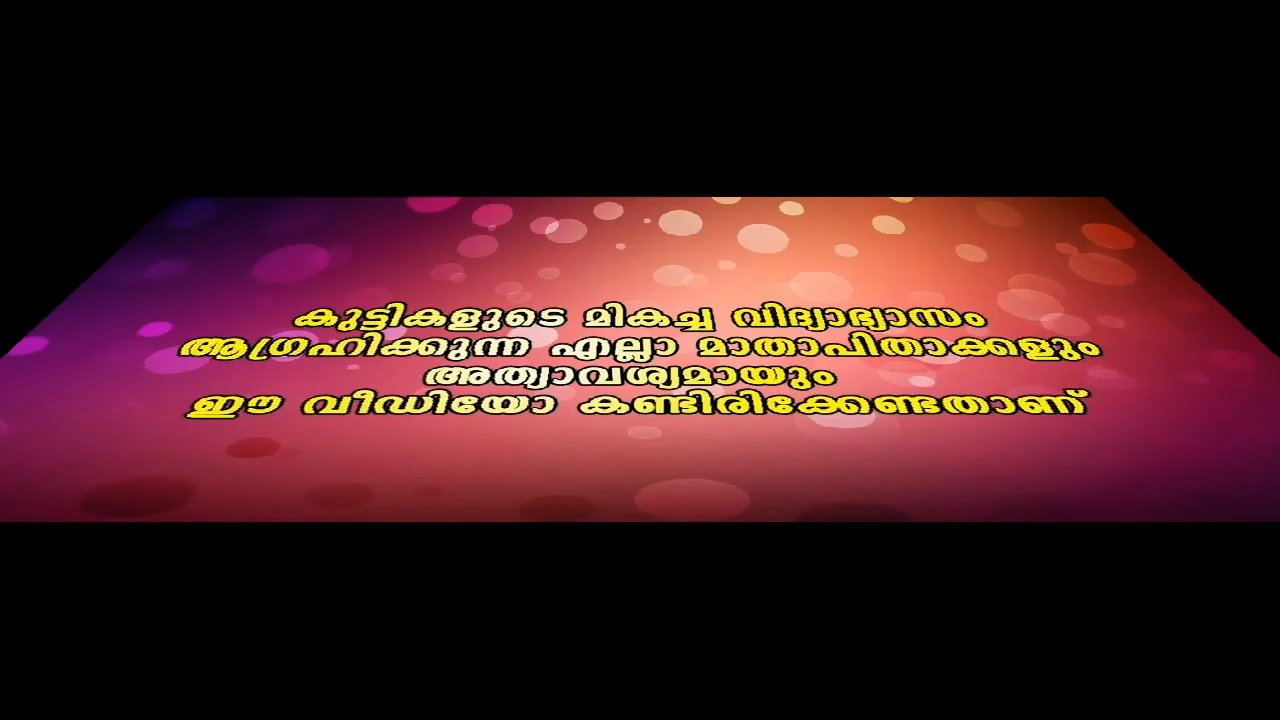 കുട്ടികളുടെ മികച്ച വിദ്യാഭ്യാസം
ആഗ്രഹിക്കുന്ന എല്ലാ മാതാപിതാക്കളും
അത്യാവശ്യമായും
ഈ വീഡിയോ കണ്ടിരിക്കേണ്ടതാണ്